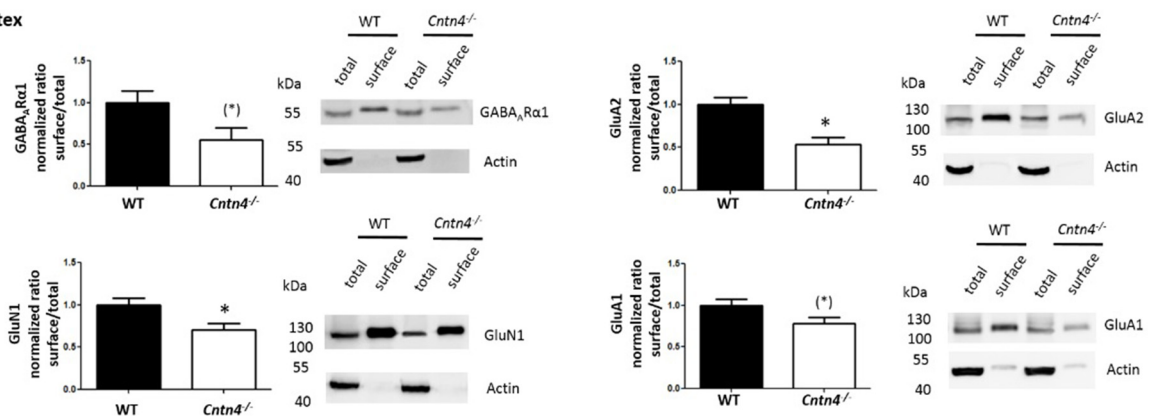 tex
GABAARα1
normalized ratio
surface/total
1.5
1.0
0.5
0.0
(*)
WT
Cntn4-/-
WT
Cntn4-/-
total
surface
total
surface
kDa
55
GABAARα1
55
Actin
40
GluA2
normalized ratio
surface/total
1.5
1.0
0.5
0.0
*
WT
Cntn4-/-
WT
Cntn4-/-
total
surface
total
surface
kDa
130
GluA2
100
55
Actin
40
GluN1
normalized ratio
surface/total
1.5
1.0
0.5
0.0
*
WT
Cntn4-/-
WT
Cntn4-/-
total
surface
total
surface
kDa
130
GluN1
100
55
Actin
40
GluA1
normalized ratio
surface/total
1.5
1.0
0.5
0.0
(*)
WT
Cntn4-/-
WT
Cntn4-/-
total
surface
total
surface
kDa
130
GluA1
100
55
Actin
40